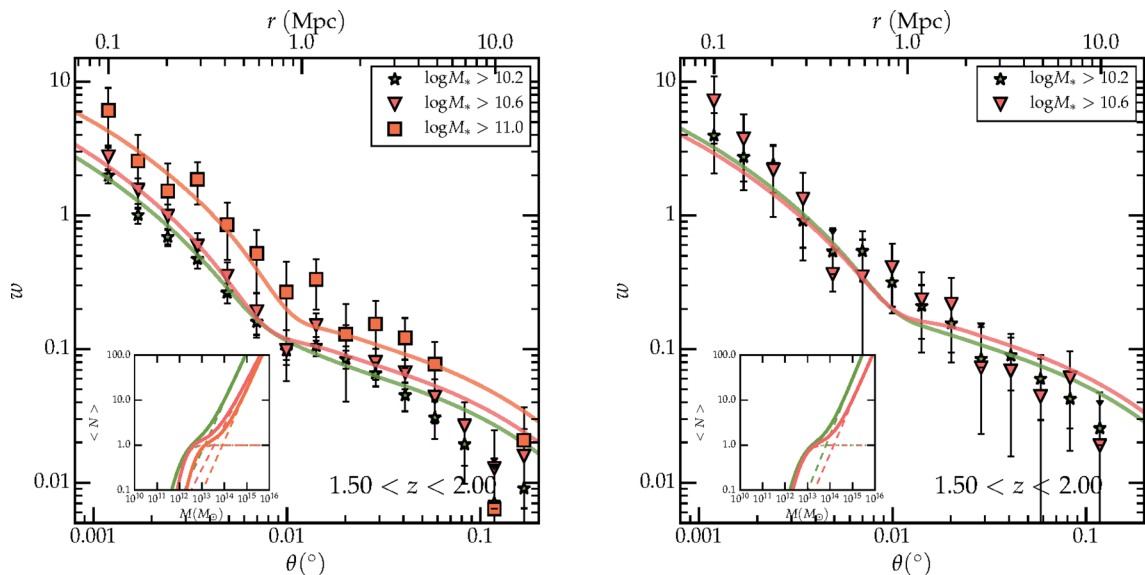 r (Mpc)
0.1 1.0 10.0
10
1
0.1
0.01
w
log M* > 10.2
log M* > 10.6
log M* > 11.0
100.0
10.0
1.0
0.1
< N >
10^10 10^11 10^12 10^13 10^14 10^15 10^16
M(M⊙)
1.50 < z < 2.00
0.001 0.01 0.1
θ(°)
r (Mpc)
0.1 1.0 10.0
10
1
0.1
0.01
w
log M* > 10.2
log M* > 10.6
100.0
10.0
1.0
0.1
< N >
10^10 10^11 10^12 10^13 10^14 10^15 10^16
M(M⊙)
1.50 < z < 2.00
0.001 0.01 0.1
θ(°)